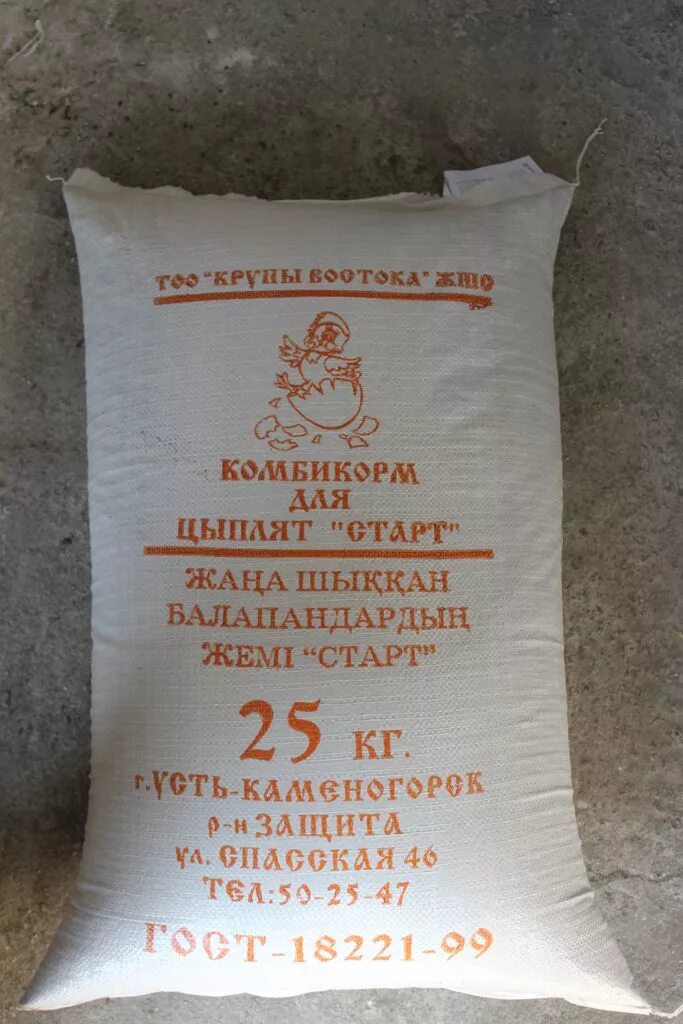 ТОО "КРУПЫ ВОСТОКА" ЖШС
КОМБИКОРМ
ДЛЯ
ЦЫПЛЯТ "СТАРТ"
ЖАҢА ШЫҚҚАН
БАЛАПАНДАРДЫҢ
ЖЕМІ "СТАРТ"
25 КГ.
г. УСТЬ-КАМЕНОГОРСК
р-н ЗАЩИТА
ул. СПАССКАЯ 46
ТЕЛ: 50-25-47
ГОСТ-18221-99